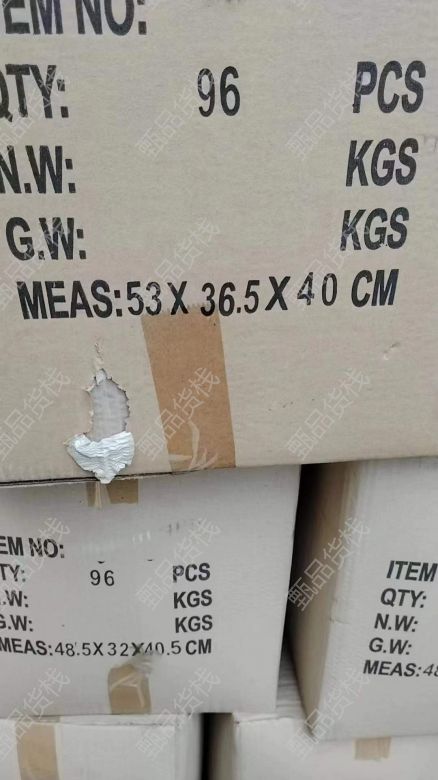 TEM NO:
QTY: 96 PCS
N.W: KGS
G.W: KGS
MEAS:53 X 36.5 X 40 CM
EM NO:
TY: 96 PCS
.W: KGS
G.W: KGS
MEAS:48.5X32X40.5CM
ITEM
QTY:
N.W:
G.W:
MEAS:48
甄品货栈